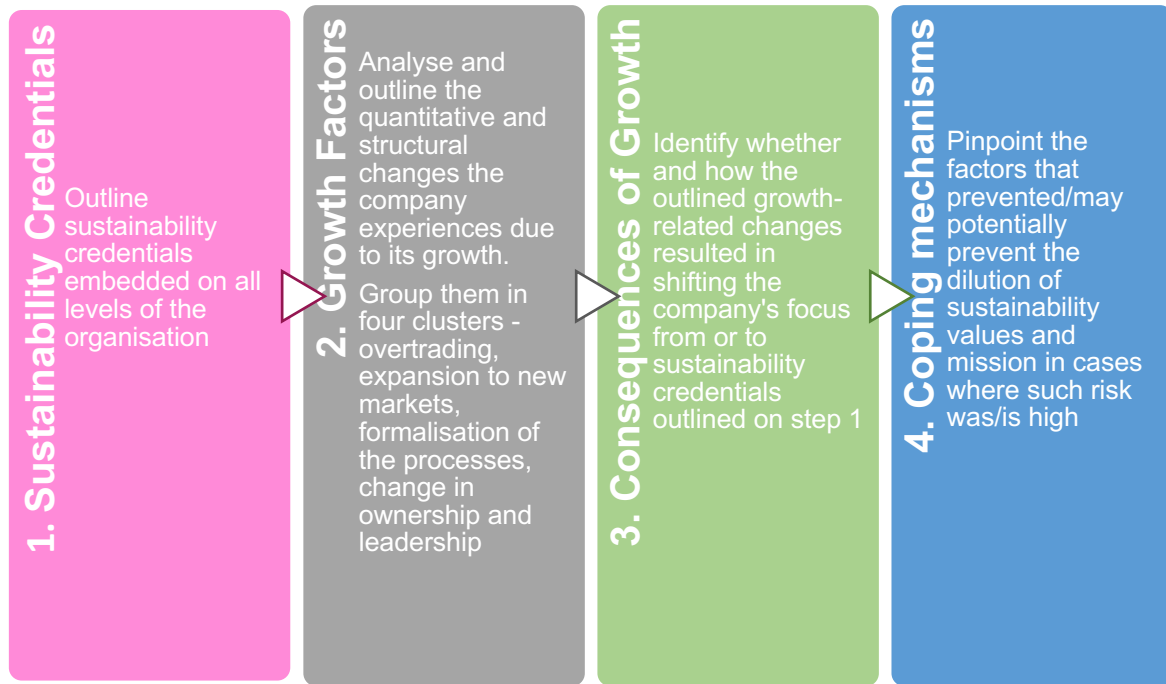 1. Sustainability Credentials
Outline
sustainability
credentials
embedded on all
levels of the
organisation
2. Growth Factors
Analyse and
outline the
quantitative and
structural
changes the
company
experiences due
to its growth.
Group them in
four clusters -
overtrading,
expansion to new
markets,
formalisation of
the processes,
change in
ownership and
leadership
3. Consequences of Growth
Identify whether
and how the
outlined growth-
related changes
resulted in
shifting the
company's focus
from or to
sustainability
credentials
outlined on step 1
4. Coping mechanisms
Pinpoint the
factors that
prevented/may
potentially
prevent the
dilution of
sustainability
values and
mission in cases
where such risk
was/is high